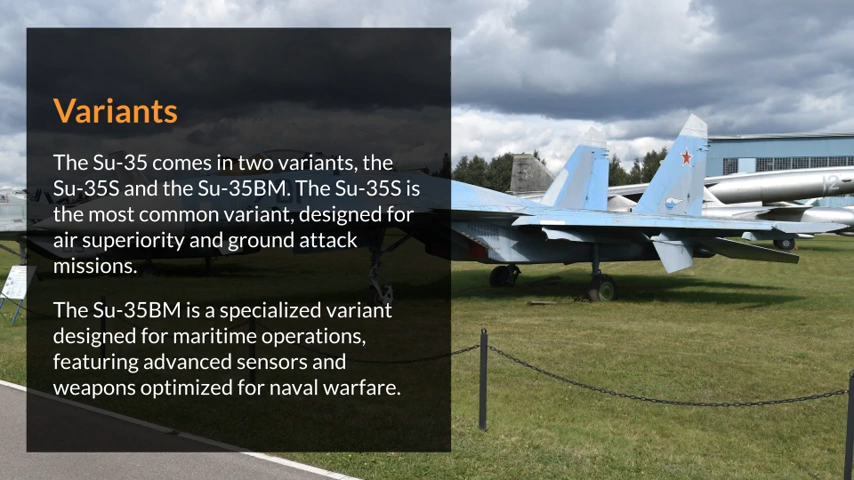 Variants
The Su-35 comes in two variants, the
Su-35S and the Su-35BM. The Su-35S is
the most common variant, designed for
air superiority and ground attack
missions.
The Su-35BM is a specialized variant
designed for maritime operations,
featuring advanced sensors and
weapons optimized for naval warfare.
12